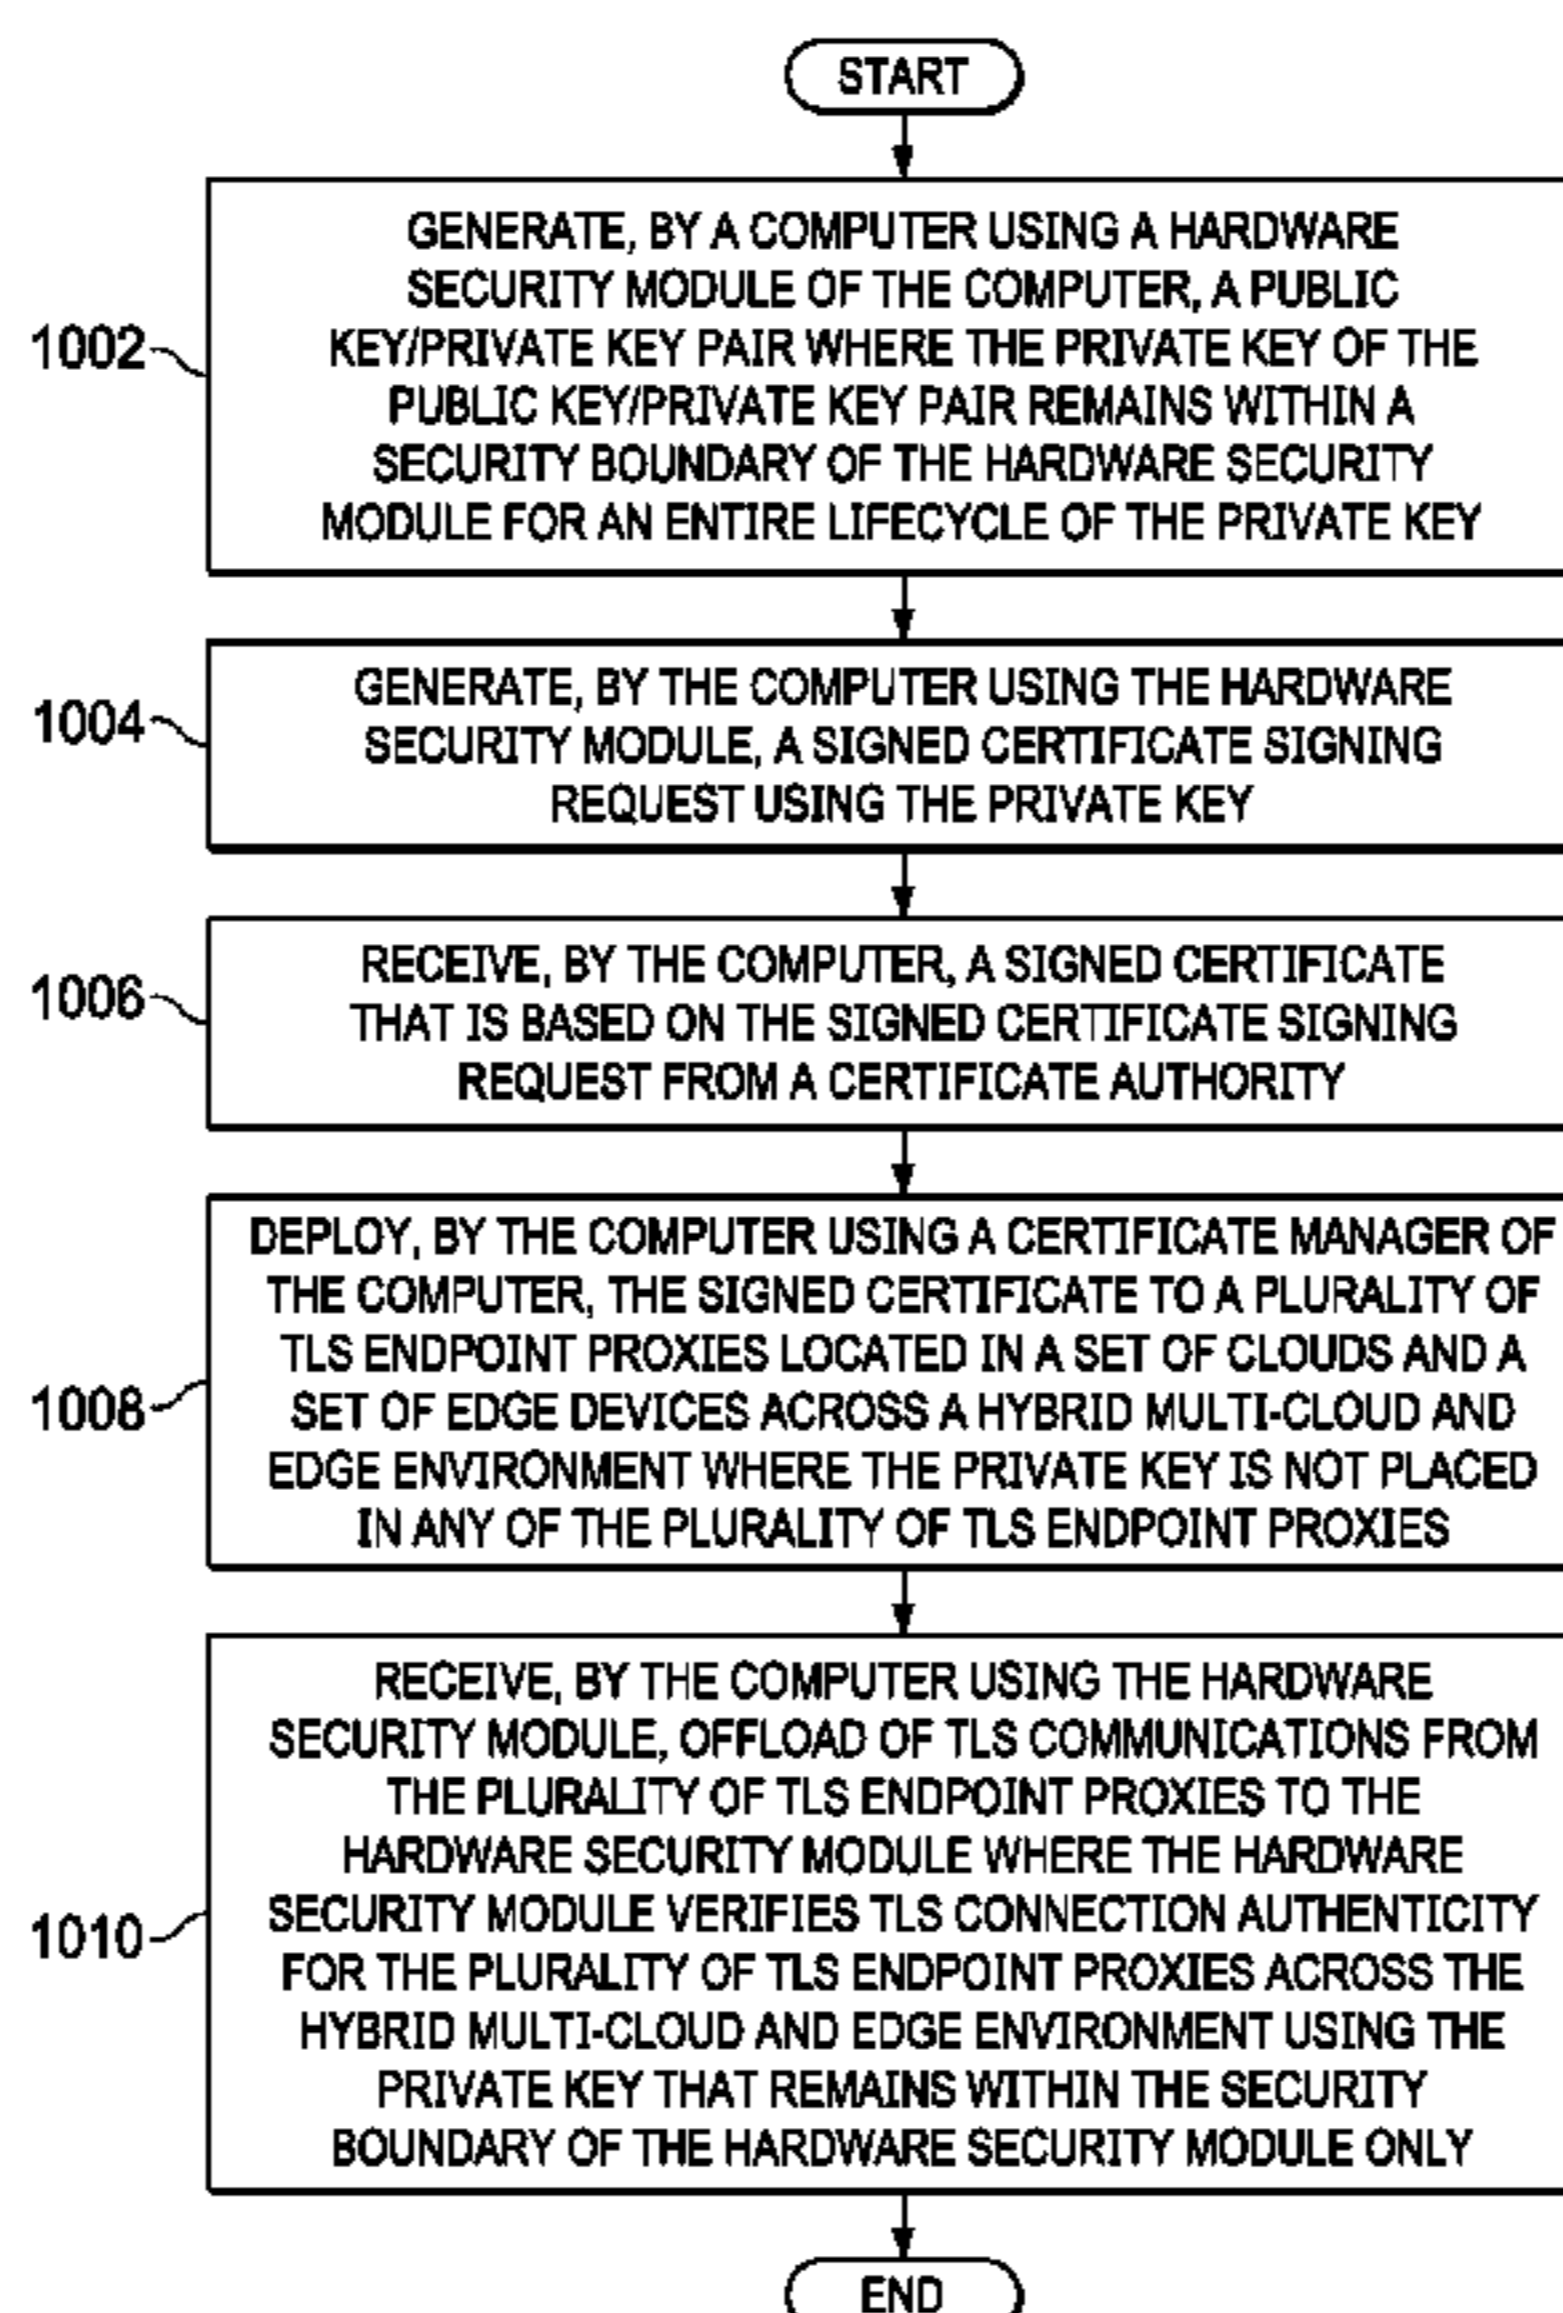 START
GENERATE, BY A COMPUTER USING A HARDWARE
SECURITY MODULE OF THE COMPUTER, A PUBLIC
KEY/PRIVATE KEY PAIR WHERE THE PRIVATE KEY OF THE
PUBLIC KEY/PRIVATE KEY PAIR REMAINS WITHIN A
SECURITY BOUNDARY OF THE HARDWARE SECURITY
MODULE FOR AN ENTIRE LIFECYCLE OF THE PRIVATE KEY
1002
GENERATE, BY THE COMPUTER USING THE HARDWARE
SECURITY MODULE, A SIGNED CERTIFICATE SIGNING
REQUEST USING THE PRIVATE KEY
1004
RECEIVE, BY THE COMPUTER, A SIGNED CERTIFICATE
THAT IS BASED ON THE SIGNED CERTIFICATE SIGNING
REQUEST FROM A CERTIFICATE AUTHORITY
1006
DEPLOY, BY THE COMPUTER USING A CERTIFICATE MANAGER OF
THE COMPUTER, THE SIGNED CERTIFICATE TO A PLURALITY OF
TLS ENDPOINT PROXIES LOCATED IN A SET OF CLOUDS AND A
SET OF EDGE DEVICES ACROSS A HYBRID MULTI-CLOUD AND
EDGE ENVIRONMENT WHERE THE PRIVATE KEY IS NOT PLACED
IN ANY OF THE PLURALITY OF TLS ENDPOINT PROXIES
1008
RECEIVE, BY THE COMPUTER USING THE HARDWARE
SECURITY MODULE, OFFLOAD OF TLS COMMUNICATIONS FROM
THE PLURALITY OF TLS ENDPOINT PROXIES TO THE
HARDWARE SECURITY MODULE WHERE THE HARDWARE
SECURITY MODULE VERIFIES TLS CONNECTION AUTHENTICITY
FOR THE PLURALITY OF TLS ENDPOINT PROXIES ACROSS THE
HYBRID MULTI-CLOUD AND EDGE ENVIRONMENT USING THE
PRIVATE KEY THAT REMAINS WITHIN THE SECURITY
BOUNDARY OF THE HARDWARE SECURITY MODULE ONLY
1010
END